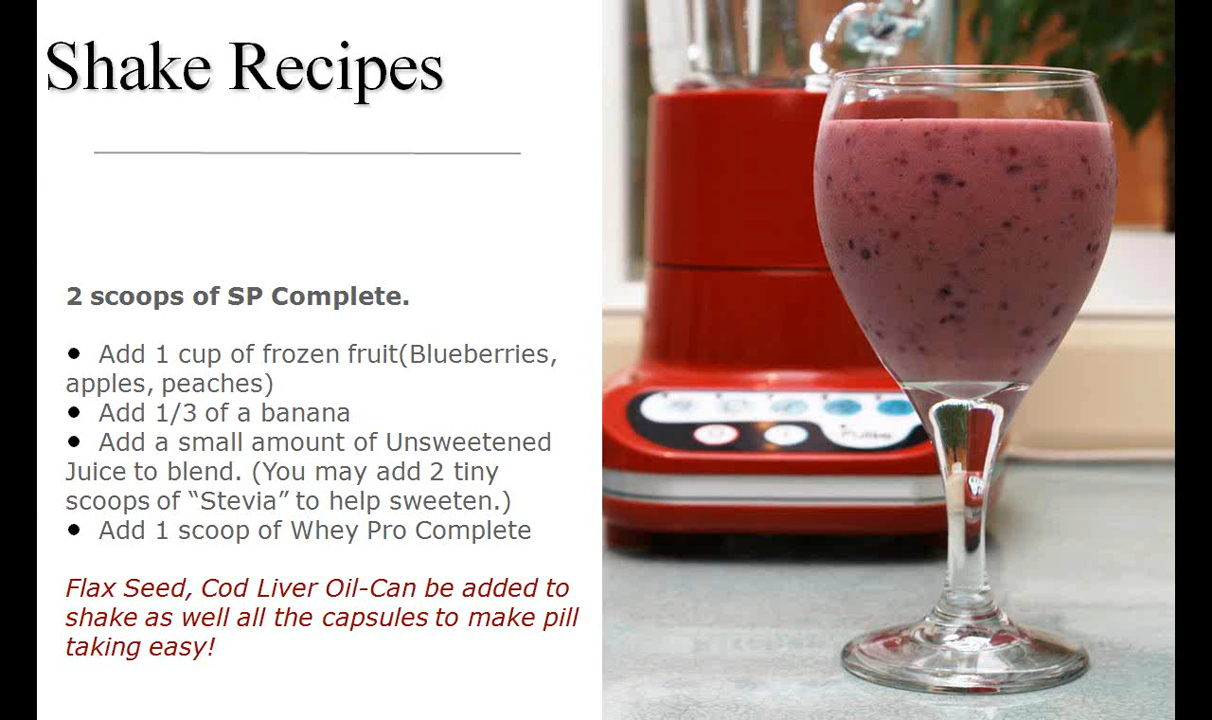 Shake Recipes
2 scoops of SP Complete.
● Add 1 cup of frozen fruit(Blueberries,
apples, peaches)
● Add 1/3 of a banana
● Add a small amount of Unsweetened
Juice to blend. (You may add 2 tiny
scoops of “Stevia” to help sweeten.)
● Add 1 scoop of Whey Pro Complete
Flax Seed, Cod Liver Oil-Can be added to
shake as well all the capsules to make pill
taking easy!
Pulse